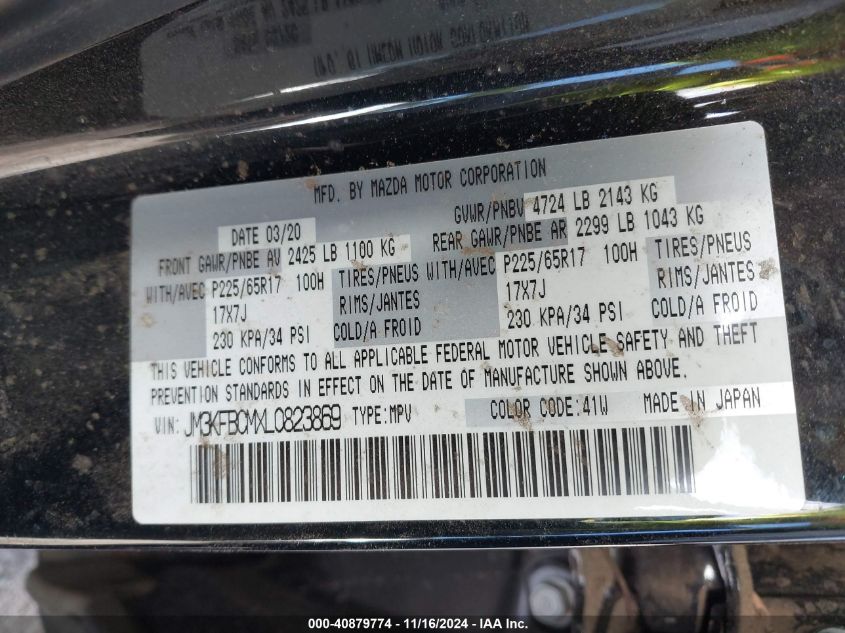 MFD. BY MAZDA MOTOR CORPORATION
DATE 03/20 GVWR/PNBV 4724 LB 2143 KG
FRONT GAWR/PNBE AV 2425 LB 1100 KG REAR GAWR/PNBE AR 2299 LB 1043 KG
WITH/AVEC P225/65R17 100H TIRES/PNEUS WITH/AVEC P225/65R17 100H TIRES/PNEUS
17X7J RIMS/JANTES 17X7J RIMS/JANTES
230 KPA/34 PSI COLD/A FROID 230 KPA/34 PSI COLD/A FROID
THIS VEHICLE CONFORMS TO ALL APPLICABLE FEDERAL MOTOR VEHICLE SAFETY AND THEFT
PREVENTION STANDARDS IN EFFECT ON THE DATE OF MANUFACTURE SHOWN ABOVE.
VIN: JM3KFBCMXL0823869 TYPE:MPV COLOR CODE:41W MADE IN JAPAN
000-40879774 - 11/16/2024 - IAA Inc.